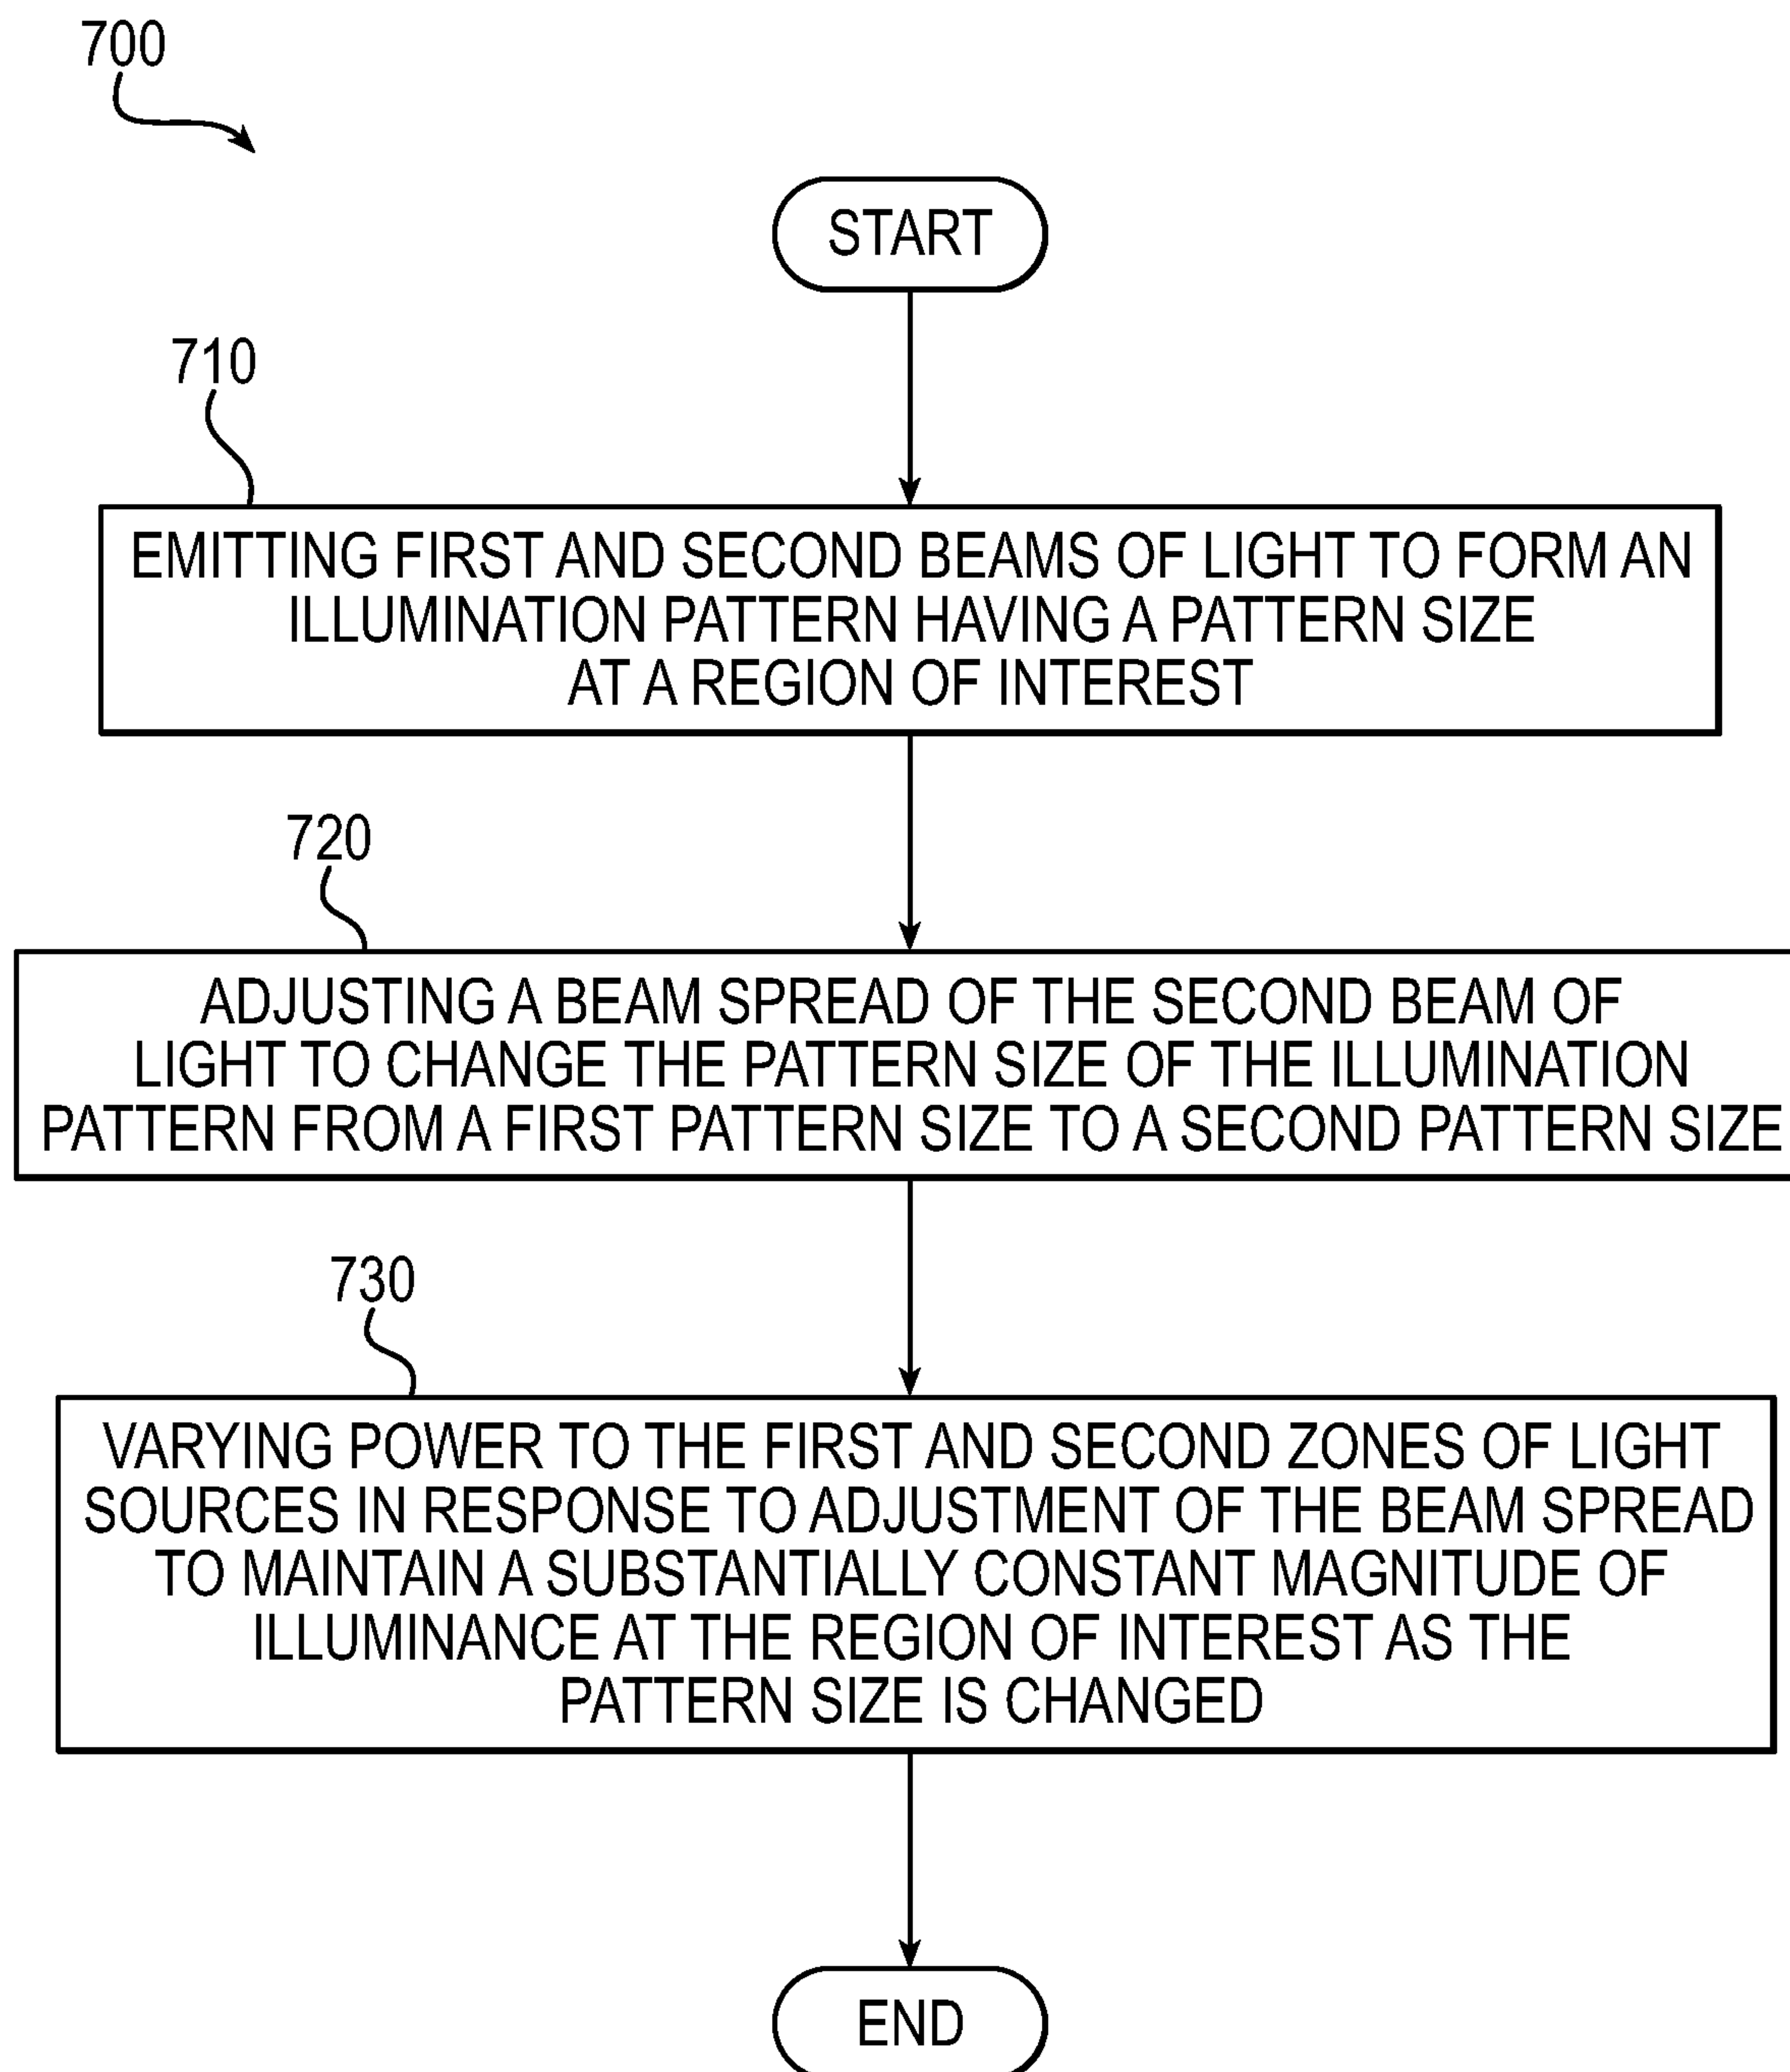 700
START
710
EMITTING FIRST AND SECOND BEAMS OF LIGHT TO FORM AN
ILLUMINATION PATTERN HAVING A PATTERN SIZE
AT A REGION OF INTEREST
720
ADJUSTING A BEAM SPREAD OF THE SECOND BEAM OF
LIGHT TO CHANGE THE PATTERN SIZE OF THE ILLUMINATION
PATTERN FROM A FIRST PATTERN SIZE TO A SECOND PATTERN SIZE
730
VARYING POWER TO THE FIRST AND SECOND ZONES OF LIGHT
SOURCES IN RESPONSE TO ADJUSTMENT OF THE BEAM SPREAD
TO MAINTAIN A SUBSTANTIALLY CONSTANT MAGNITUDE OF
ILLUMINANCE AT THE REGION OF INTEREST AS THE
PATTERN SIZE IS CHANGED
END